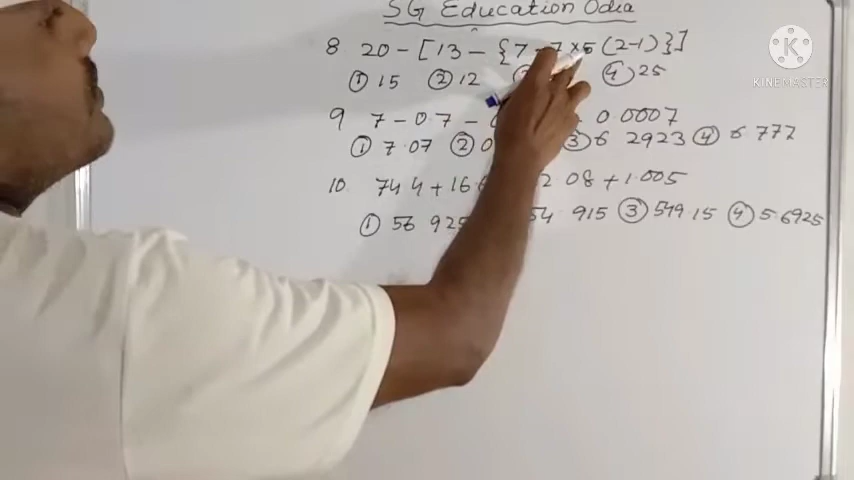 SG Education Odia
8 20 - [13 - {7 - 7 × 5 (2-1)}]
① 15 ② 12 ④ 25
9 7 - 0.7 - 0.0007
① 7.07 ② 0 ③ 6 2923 ④ 6.777
10. 744 + 16. 2 08 + 1.005
① 56 925 54 915 ③ 549.15 ④ 5.6925
KINEMASTER